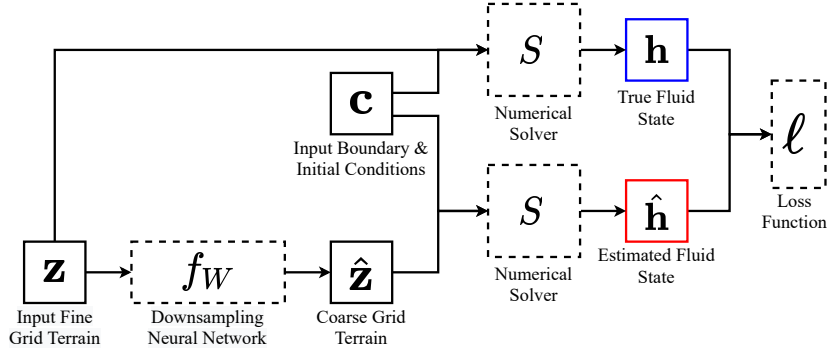 S
Numerical
Solver
h
True Fluid
State
c
Input Boundary &
Initial Conditions
ℓ
Loss
Function
S
Numerical
Solver
ĥ
Estimated Fluid
State
z
Input Fine
Grid Terrain
f_W
Downsampling
Neural Network
ẑ
Coarse Grid
Terrain